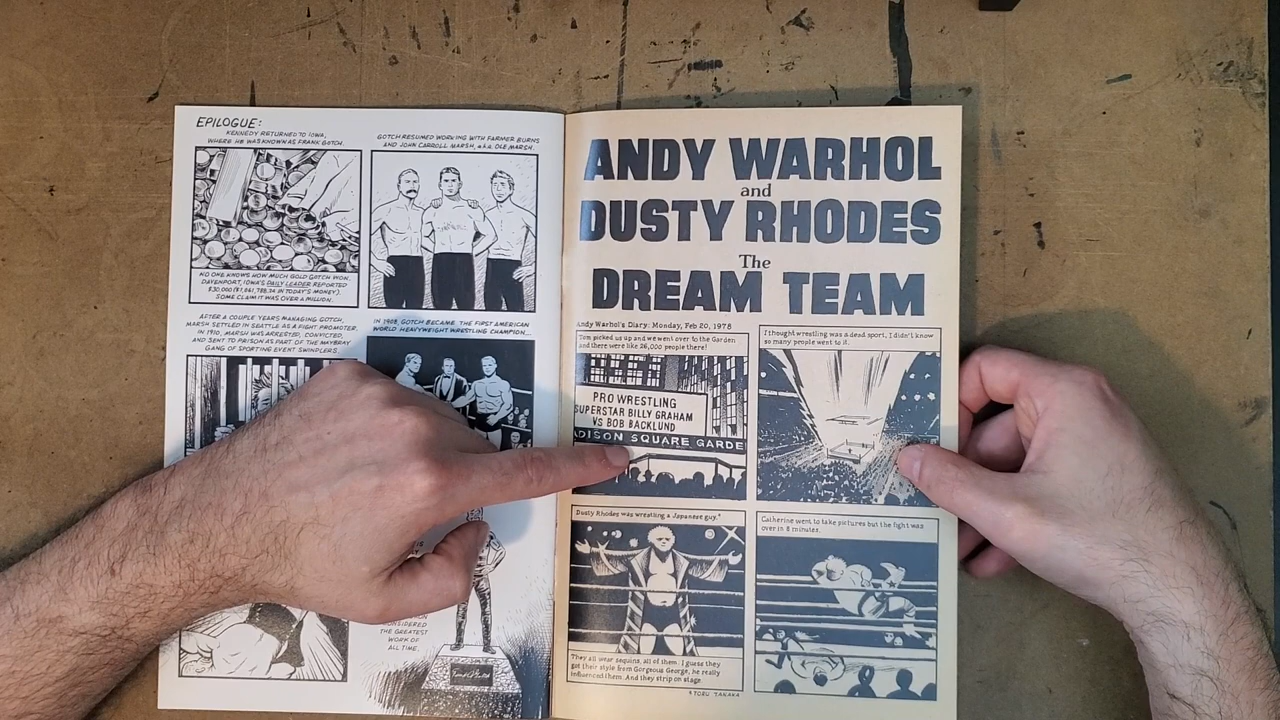 EPILOGUE:
KENNEDY RETURNED TO IOWA,
WHERE HE WAS KNOWN AS FRANK GOTCH.
GOTCH RESUMED WORKING WITH FARMER BURNS
AND JOHN CARROLL MARSH, a.k.a. OLE MARSH.
NO ONE KNOWS HOW MUCH GOLD GOTCH WON.
DAVENPORT, IOWA'S DAILY LEADER REPORTED
SOME CLAIM IT WAS OVER A MILLION.
AFTER A COUPLE YEARS MANAGING GOTCH,
MARSH SETTLED IN SEATTLE AS A FIGHT PROMOTER.
IN 1910, MARSH WAS ARRESTED, CONVICTED,
AND SENT TO PRISON AS PART OF THE MAYBRAY
GANG OF SPORTING EVENT SWINDLERS.
IN 1908, GOTCH BECAME THE FIRST AMERICAN
WORLD HEAVYWEIGHT WRESTLING CHAMPION...
THE GREATEST
WORK OF
ALL TIME.
ANDY WARHOL
and
DUSTY RHODES
The
DREAM TEAM
Andy Warhol's Diary: Monday, Feb 20, 1978
Tom picked us up and we went over to the Garden
and there were like 26,000 people there!
PRO WRESTLING
SUPERSTAR BILLY GRAHAM
VS BOB BACKLUND
ADISON SQUARE GARDE
I thought wrestling was a dead sport, I didn't know
so many people went to it.
Dusty Rhodes was wrestling a Japanese guy.*
They all wear sequins, all of them. I guess they
got their style from Gorgeous George, he really
influenced them. And they strip on stage.
Catherine went to take pictures but the fight was
over in 8 minutes.
*TORU TANAKA